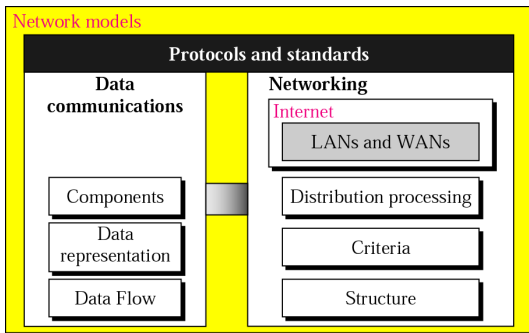 Network models
Protocols and standards
Data
communications
Components
Data
representation
Data Flow
Networking
Internet
LANs and WANs
Distribution processing
Criteria
Structure